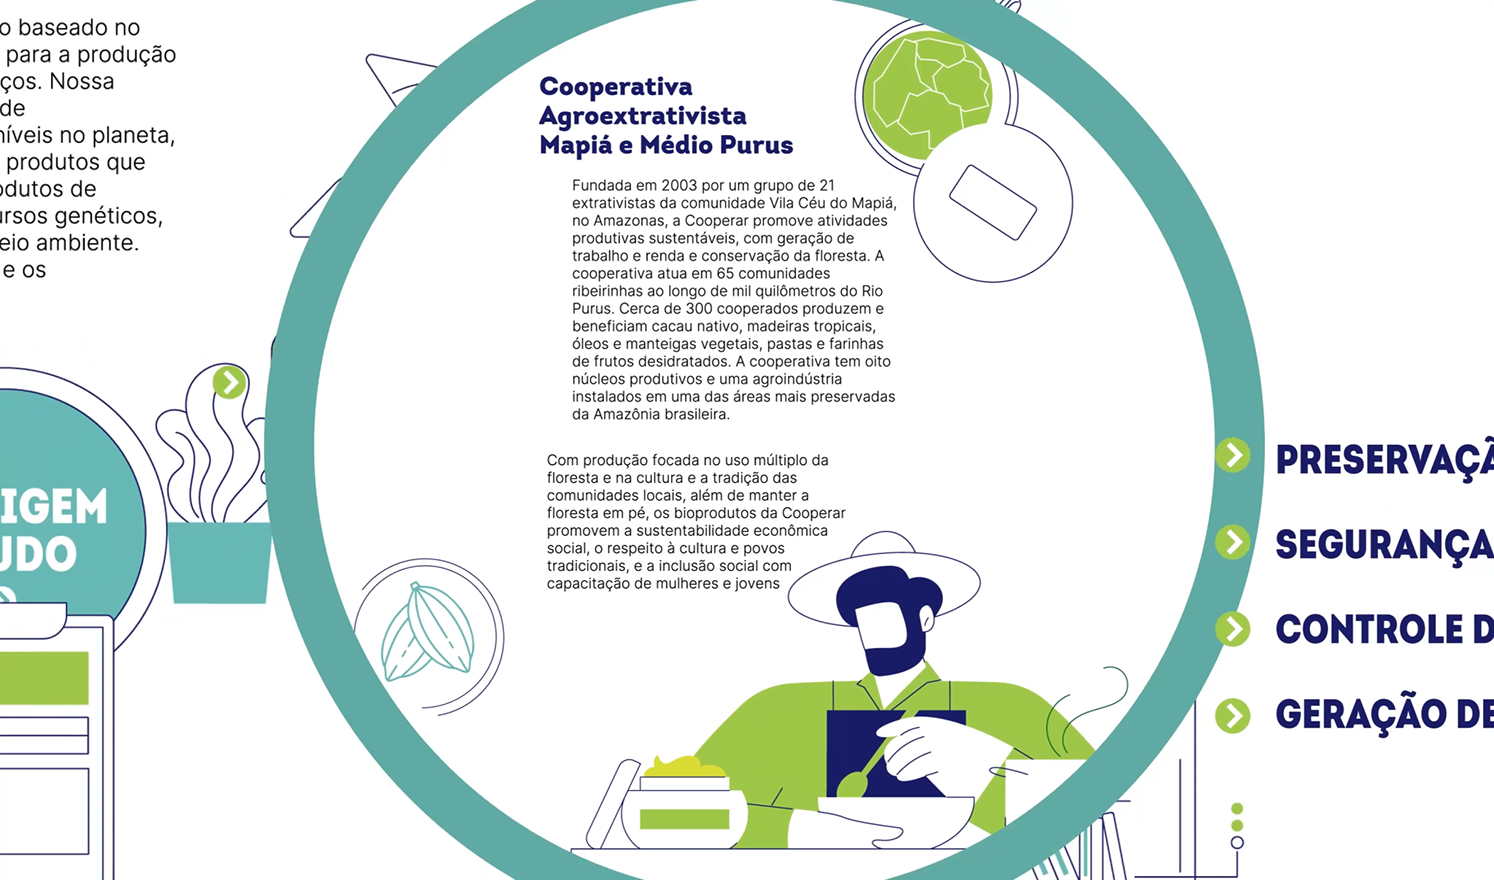 o baseado no
para a produção
ços. Nossa
de
níveis no planeta,
produtos que
odutos de
ursos genéticos,
eio ambiente.
e os
Cooperativa
Agroextrativista
Mapiá e Médio Purus
Fundada em 2003 por um grupo de 21
extrativistas da comunidade Vila Céu do Mapiá,
no Amazonas, a Cooperar promove atividades
produtivas sustentáveis, com geração de
trabalho e renda e conservação da floresta. A
cooperativa atua em 65 comunidades
ribeirinhas ao longo de mil quilômetros do Rio
Purus. Cerca de 300 cooperados produzem e
beneficiam cacau nativo, madeiras tropicais,
óleos e manteigas vegetais, pastas e farinhas
de frutos desidratados. A cooperativa tem oito
núcleos produtivos e uma agroindústria
instalados em uma das áreas mais preservadas
da Amazônia brasileira.
Com produção focada no uso múltiplo da
floresta e na cultura e a tradição das
comunidades locais, além de manter a
floresta em pé, os bioprodutos da Cooperar
promovem a sustentabilidade econômica
social, o respeito à cultura e povos
tradicionais, e a inclusão social com
capacitação de mulheres e jovens
IGEM
UDO
PRESERVAÇÃ
SEGURANÇA
CONTROLE D
GERAÇÃO DE